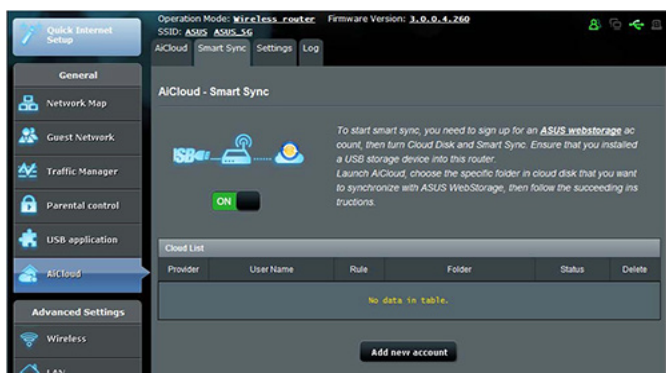 Quick Internet
Setup
Operation Mode: Wireless router Firmware Version: 3.0.0.4.260
SSID: ASUS ASUS_5G
AiCloud Smart Sync Settings Log
General
Network Map
Guest Network
Traffic Manager
Parental control
USB application
AiCloud
Advanced Settings
Wireless
LAN
AiCloud - Smart Sync
USB
To start smart sync, you need to sign up for an ASUS webstorage ac
count, then turn Cloud Disk and Smart Sync. Ensure that you installed
a USB storage device into this router.
Launch AiCloud, choose the specific folder in cloud disk that you want
to synchronize with ASUS WebStorage, then follow the succeeding ins
tructions.
ON
Cloud List
Provider User Name Rule Folder Status Delete
No data in table.
Add new account